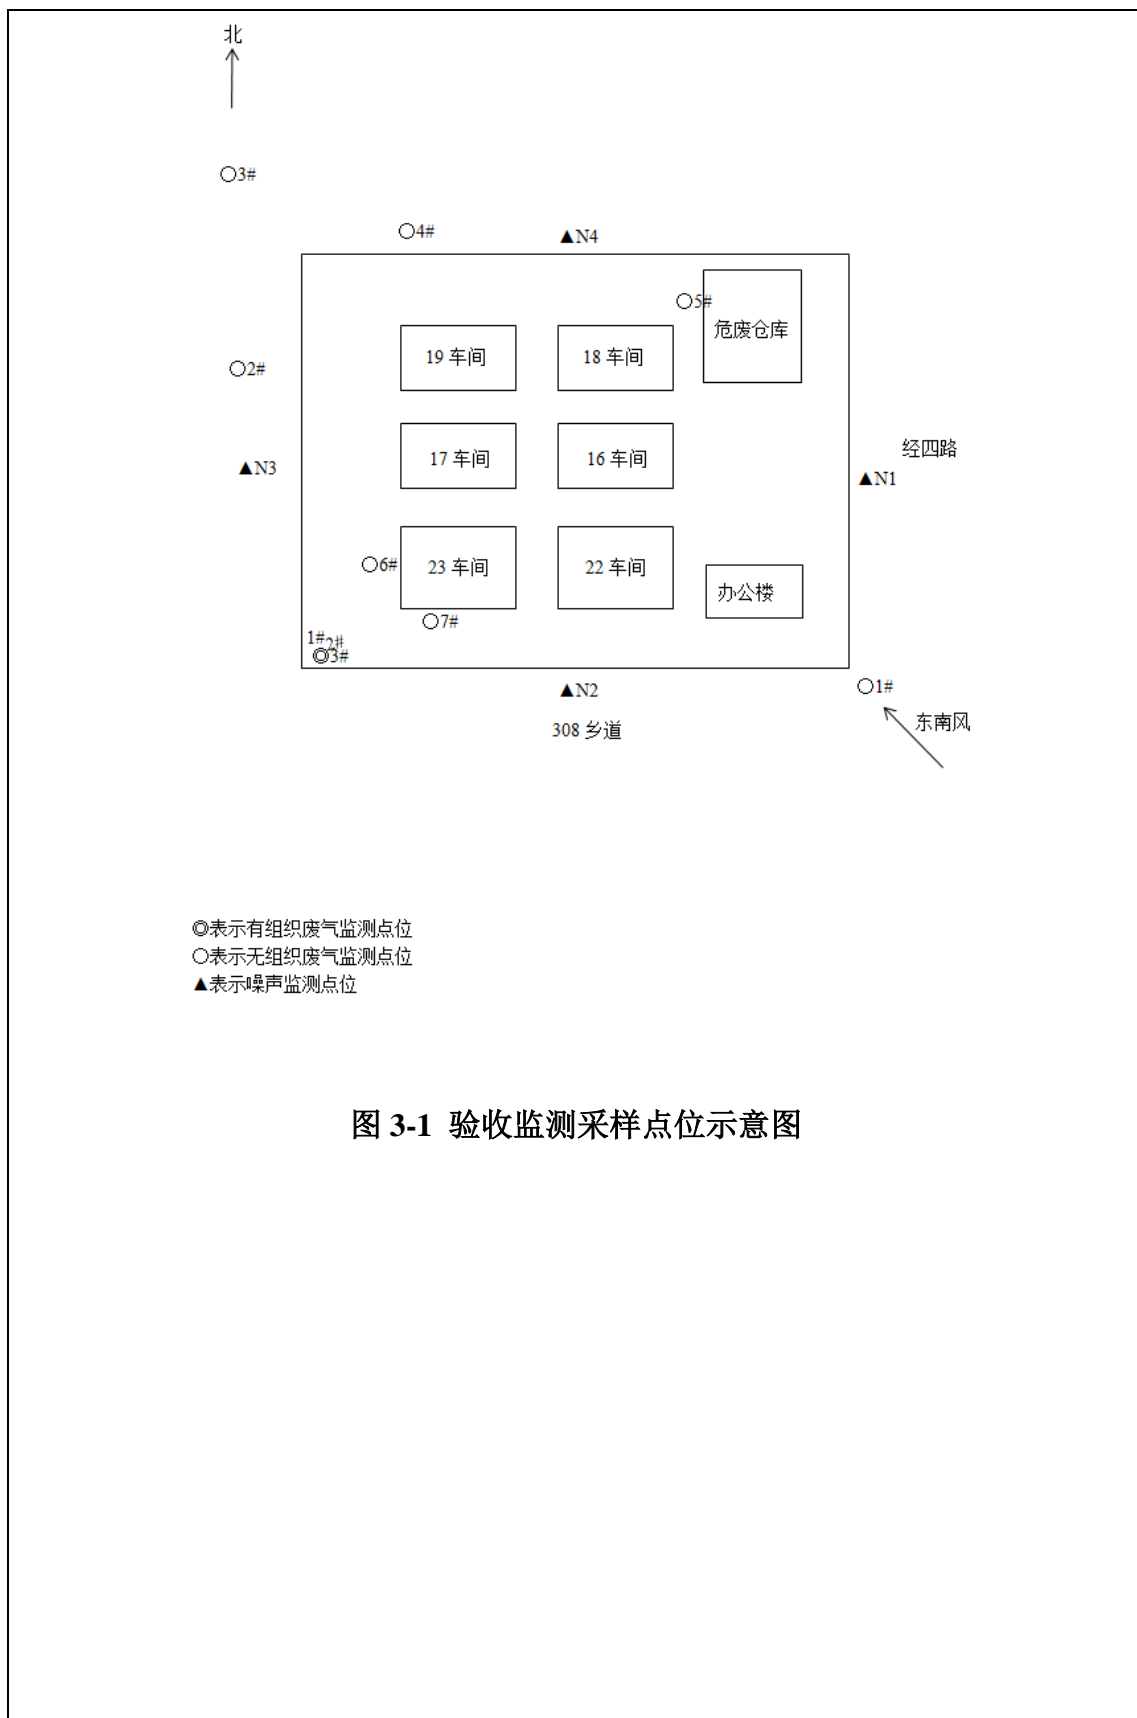 北
○3#
○4#
▲N4
○5#
危废仓库
19 车间
18 车间
○2#
17 车间
16 车间
经四路
▲N3
▲N1
○6#
23 车间
22 车间
办公楼
○7#
1#
2#
◎3#
▲N2
○1#
308 乡道
东南风
◎表示有组织废气监测点位
○表示无组织废气监测点位
▲表示噪声监测点位
图 3-1 验收监测采样点位示意图